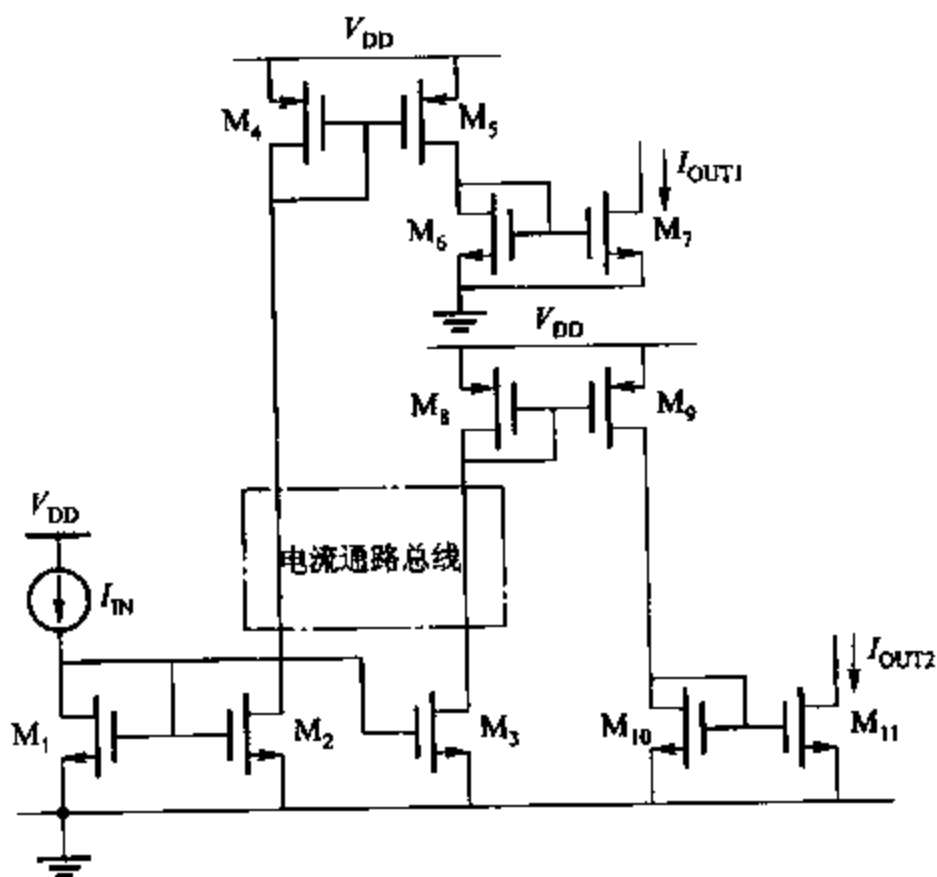 V_DD
M_4
M_5
I_OUT1
M_6
M_7
V_DD
M_8
M_9
V_DD
电流通路总线
I_IN
I_OUT2
M_1
M_2
M_3
M_10
M_11